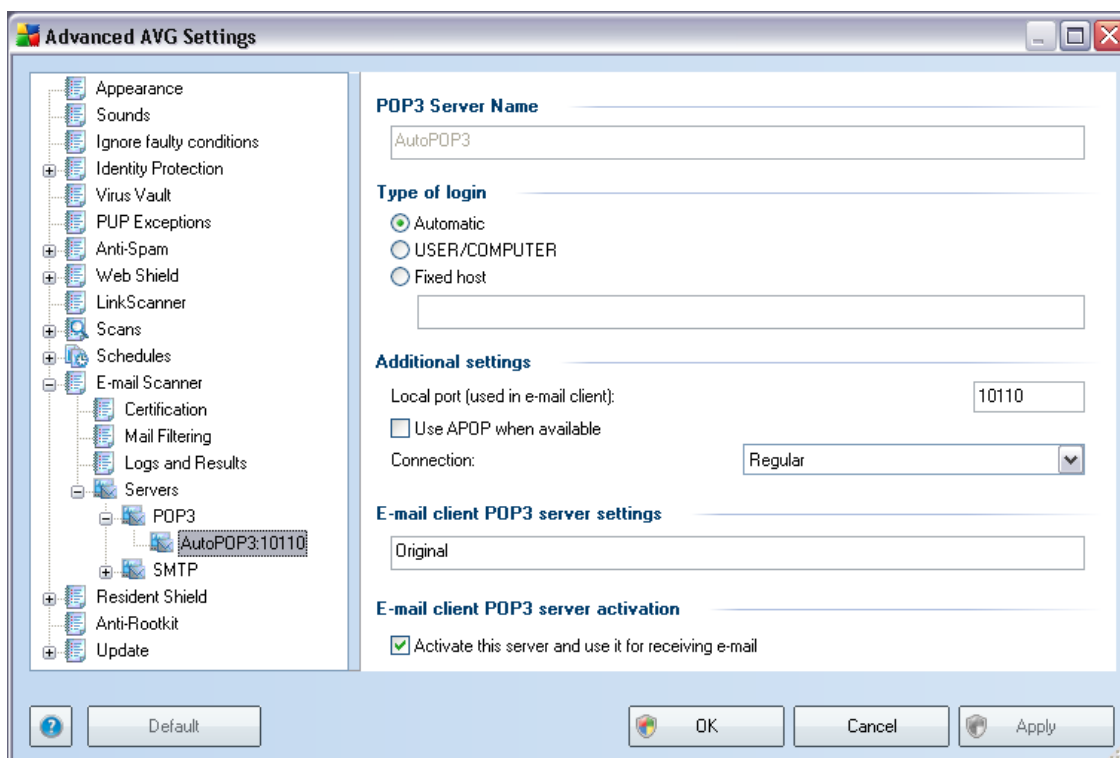 Advanced AVG Settings
Appearance
Sounds
Ignore faulty conditions
Identity Protection
Virus Vault
PUP Exceptions
Anti-Spam
Web Shield
LinkScanner
Scans
Schedules
E-mail Scanner
Certification
Mail Filtering
Logs and Results
Servers
POP3
AutoPOP3:10110
SMTP
Resident Shield
Anti-Rootkit
Update
POP3 Server Name
AutoPOP3
Type of login
Automatic
USER/COMPUTER
Fixed host
Additional settings
Local port (used in e-mail client): 10110
Use APOP when available
Connection: Regular
E-mail client POP3 server settings
Original
E-mail client POP3 server activation
Activate this server and use it for receiving e-mail
Default OK Cancel Apply